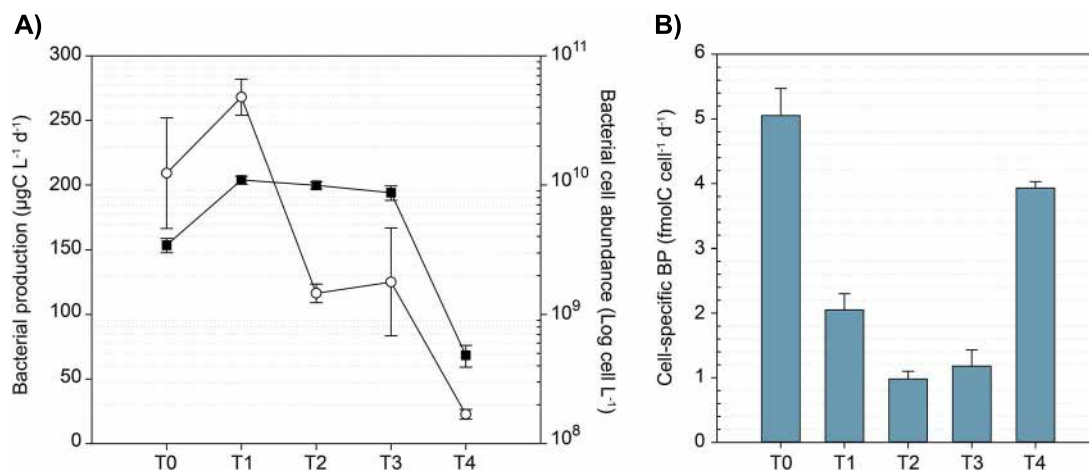 A)
300
250
200
150
100
50
0
Bacterial production (µgC L⁻¹ d⁻¹)
10¹¹
10¹⁰
10⁹
10⁸
Bacterial cell abundance (Log cell L⁻¹)
T0 T1 T2 T3 T4
B)
6
5
4
3
2
1
0
Cell-specific BP (fmolC cell⁻¹ d⁻¹)
T0 T1 T2 T3 T4